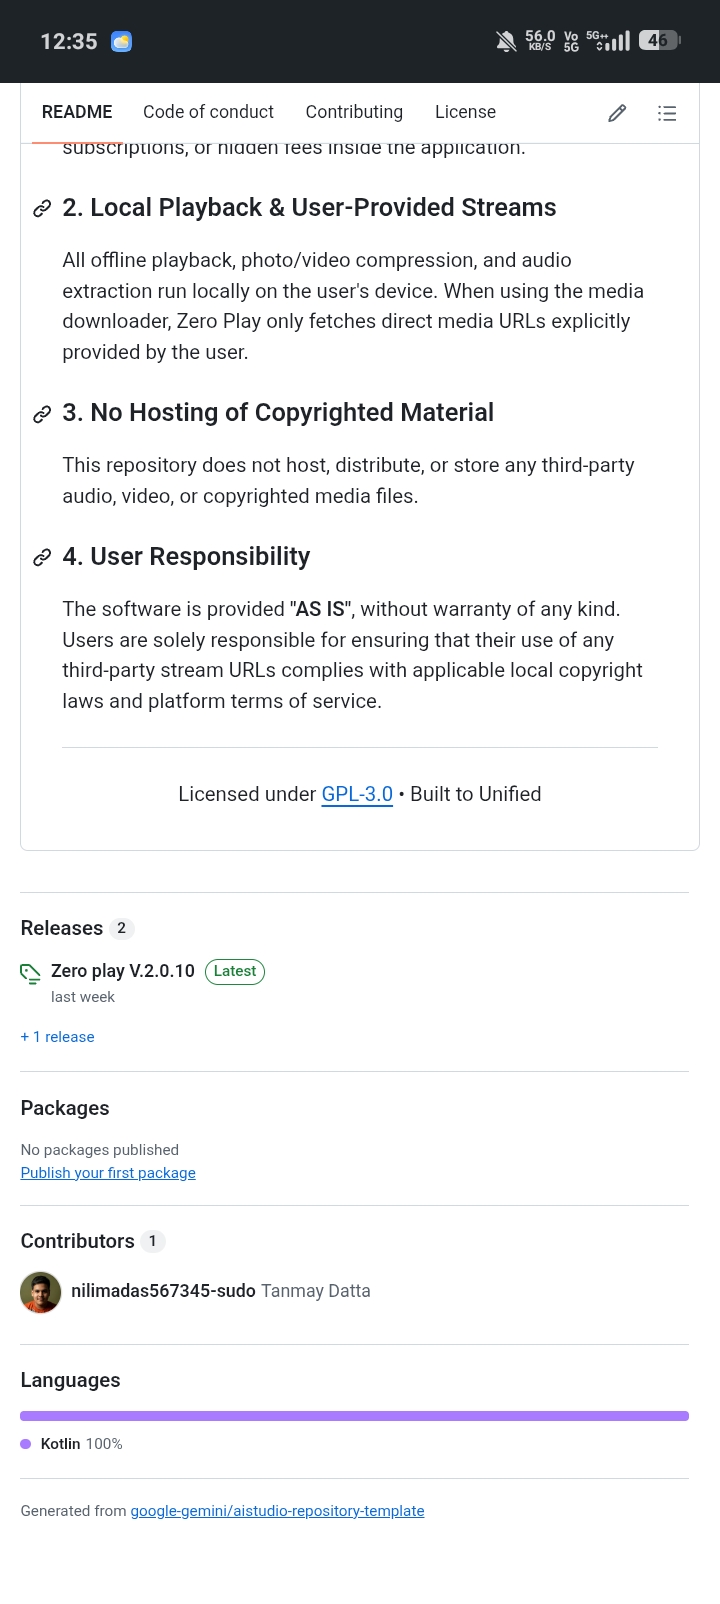 12:35
56.0
KB/S
Vo
5G
5G++
46
README
Code of conduct
Contributing
License
subscriptions, or hidden fees inside the application.
2. Local Playback & User-Provided Streams
All offline playback, photo/video compression, and audio
extraction run locally on the user's device. When using the media
downloader, Zero Play only fetches direct media URLs explicitly
provided by the user.
3. No Hosting of Copyrighted Material
This repository does not host, distribute, or store any third-party
audio, video, or copyrighted media files.
4. User Responsibility
The software is provided "AS IS", without warranty of any kind.
Users are solely responsible for ensuring that their use of any
third-party stream URLs complies with applicable local copyright
laws and platform terms of service.
Licensed under GPL-3.0 • Built to Unified
Releases 2
Zero play V.2.0.10 Latest
last week
+ 1 release
Packages
No packages published
Publish your first package
Contributors 1
nilimadas567345-sudo Tanmay Datta
Languages
Kotlin 100%
Generated from google-gemini/aistudio-repository-template